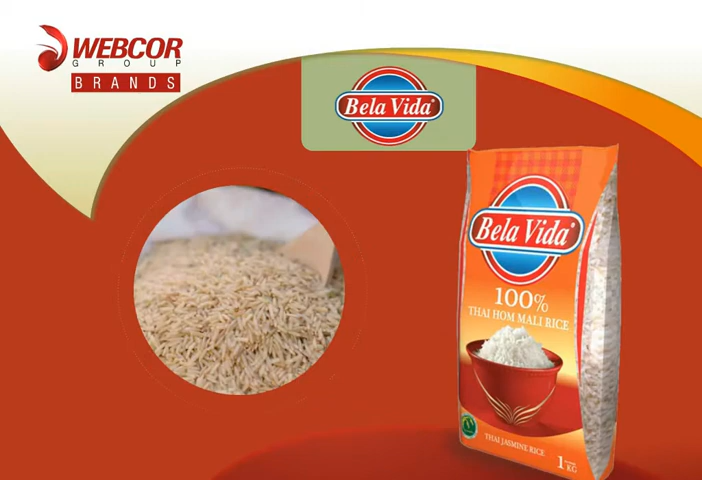 WEBCOR
GROUP
BRANDS
Bela Vida®
Bela Vida®
100%
THAI HOM MALI RICE
THAI JASMINE RICE
1
KG